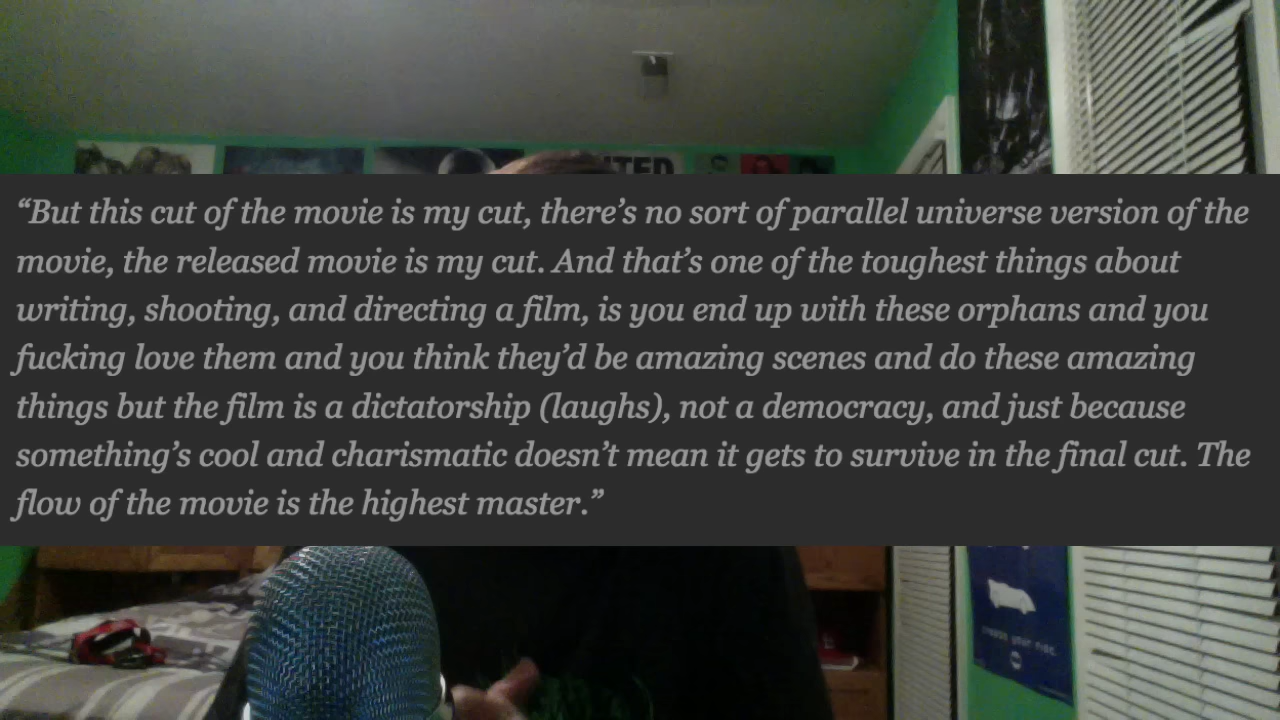 NTED
“But this cut of the movie is my cut, there’s no sort of parallel universe version of the
movie, the released movie is my cut. And that’s one of the toughest things about
writing, shooting, and directing a film, is you end up with these orphans and you
fucking love them and you think they’d be amazing scenes and do these amazing
things but the film is a dictatorship (laughs), not a democracy, and just because
something’s cool and charismatic doesn’t mean it gets to survive in the final cut. The
flow of the movie is the highest master.”